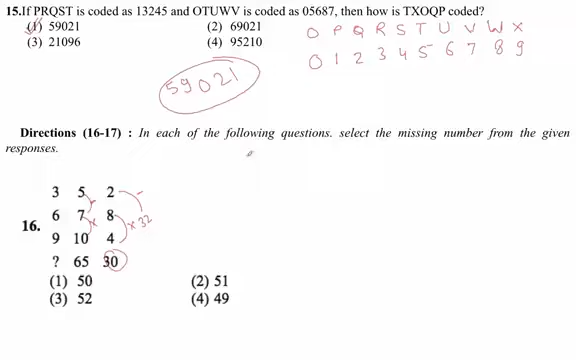 15.If PRQST is coded as 13245 and OTUWV is coded as 05687, then how is TXOQP coded?
(1) 59021 (2) 69021
(3) 21096 (4) 95210
O P Q R S T U V W X
0 1 2 3 4 5 6 7 8 9
59021
Directions (16-17) : In each of the following questions. select the missing number from the given
responses.
16.
3 5 2
6 7 8
9 10 4
? 65 30
× 32
(1) 50 (2) 51
(3) 52 (4) 49